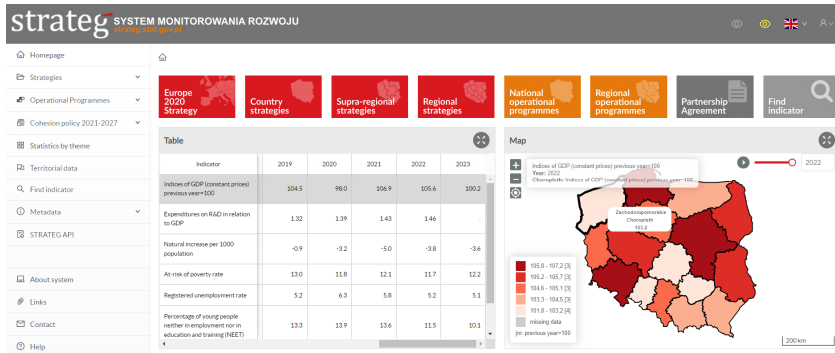 strateg SYSTEM MONITOROWANIA ROZWOJU
strateg.stat.gov.pl
Homepage
Strategies
Operational Programmes
Cohesion policy 2021-2027
Statistics by theme
Territorial data
Find indicator
Metadata
STRATEG API
About system
Links
Contact
Help
Europe
2020
Strategy
Country
strategies
Supra-regional
strategies
Regional
strategies
National
operational
programmes
Regional
operational
programmes
Partnership
Agreement
Find
indicator
Table
Indicator 2019 2020 2021 2022 2023
Indices of GDP (constant prices)
previous year=100 104.5 98.0 106.9 105.6 100.2
Expenditures on R&D in relation
to GDP 1.32 1.39 1.43 1.46 .
Natural increase per 1000
population -0.9 -3.2 -5.0 -3.8 -3.6
At-risk of poverty rate 13.0 11.8 12.1 11.7 12.2
Registered unemployment rate 5.2 6.3 5.8 5.2 5.1
Percentage of young people
neither in employment nor in
education and training (NEET) 13.3 13.9 13.6 11.5 10.1
Map
Indices of GDP (constant prices) previous year=100
Year: 2022
Choropleth: Indices of GDP (constant prices) previous year=100
2022
Zachodniopomorskie
Choropleth
103.2
105.8 - 107.2 [3]
105.2 - 105.7 [3]
104.6 - 105.1 [3]
103.3 - 104.5 [3]
101.8 - 103.2 [4]
missing data
jm: previous year=100
200 km